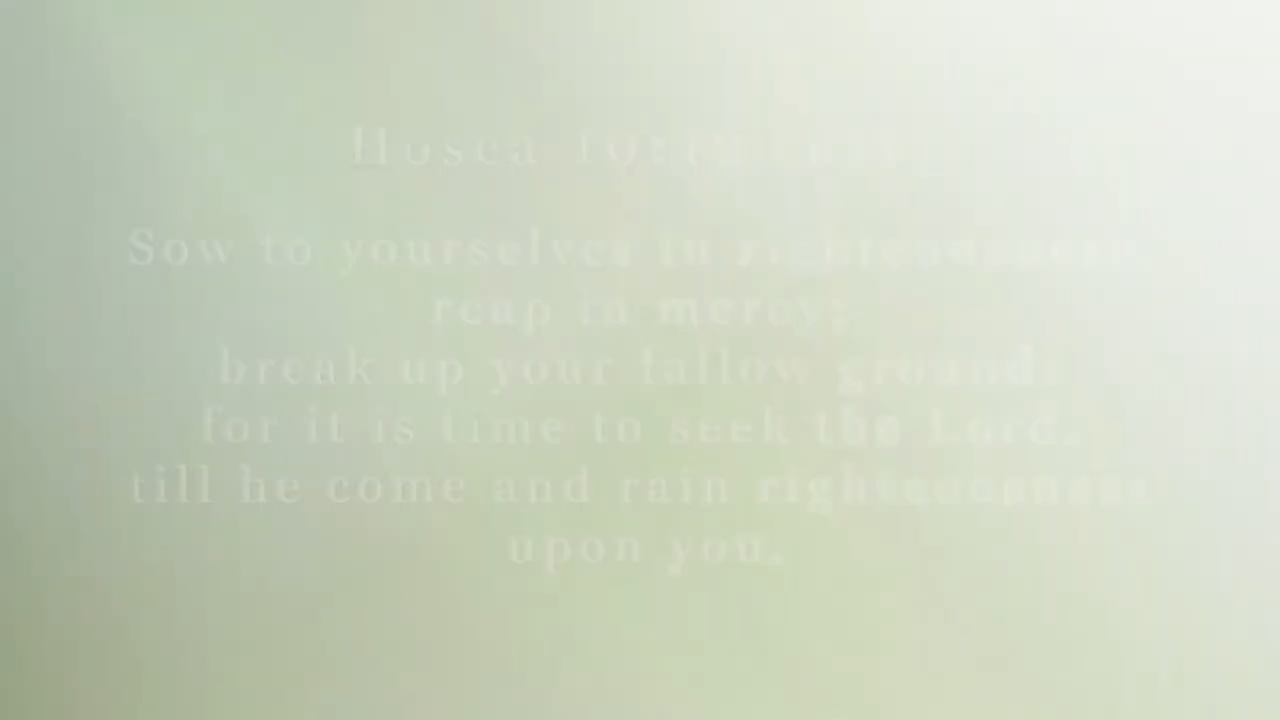 Hosea 10:12
Sow to yourselves in righteousness,
reap in mercy;
break up your fallow ground:
for it is time to seek the Lord,
till he come and rain righteousness
upon you.